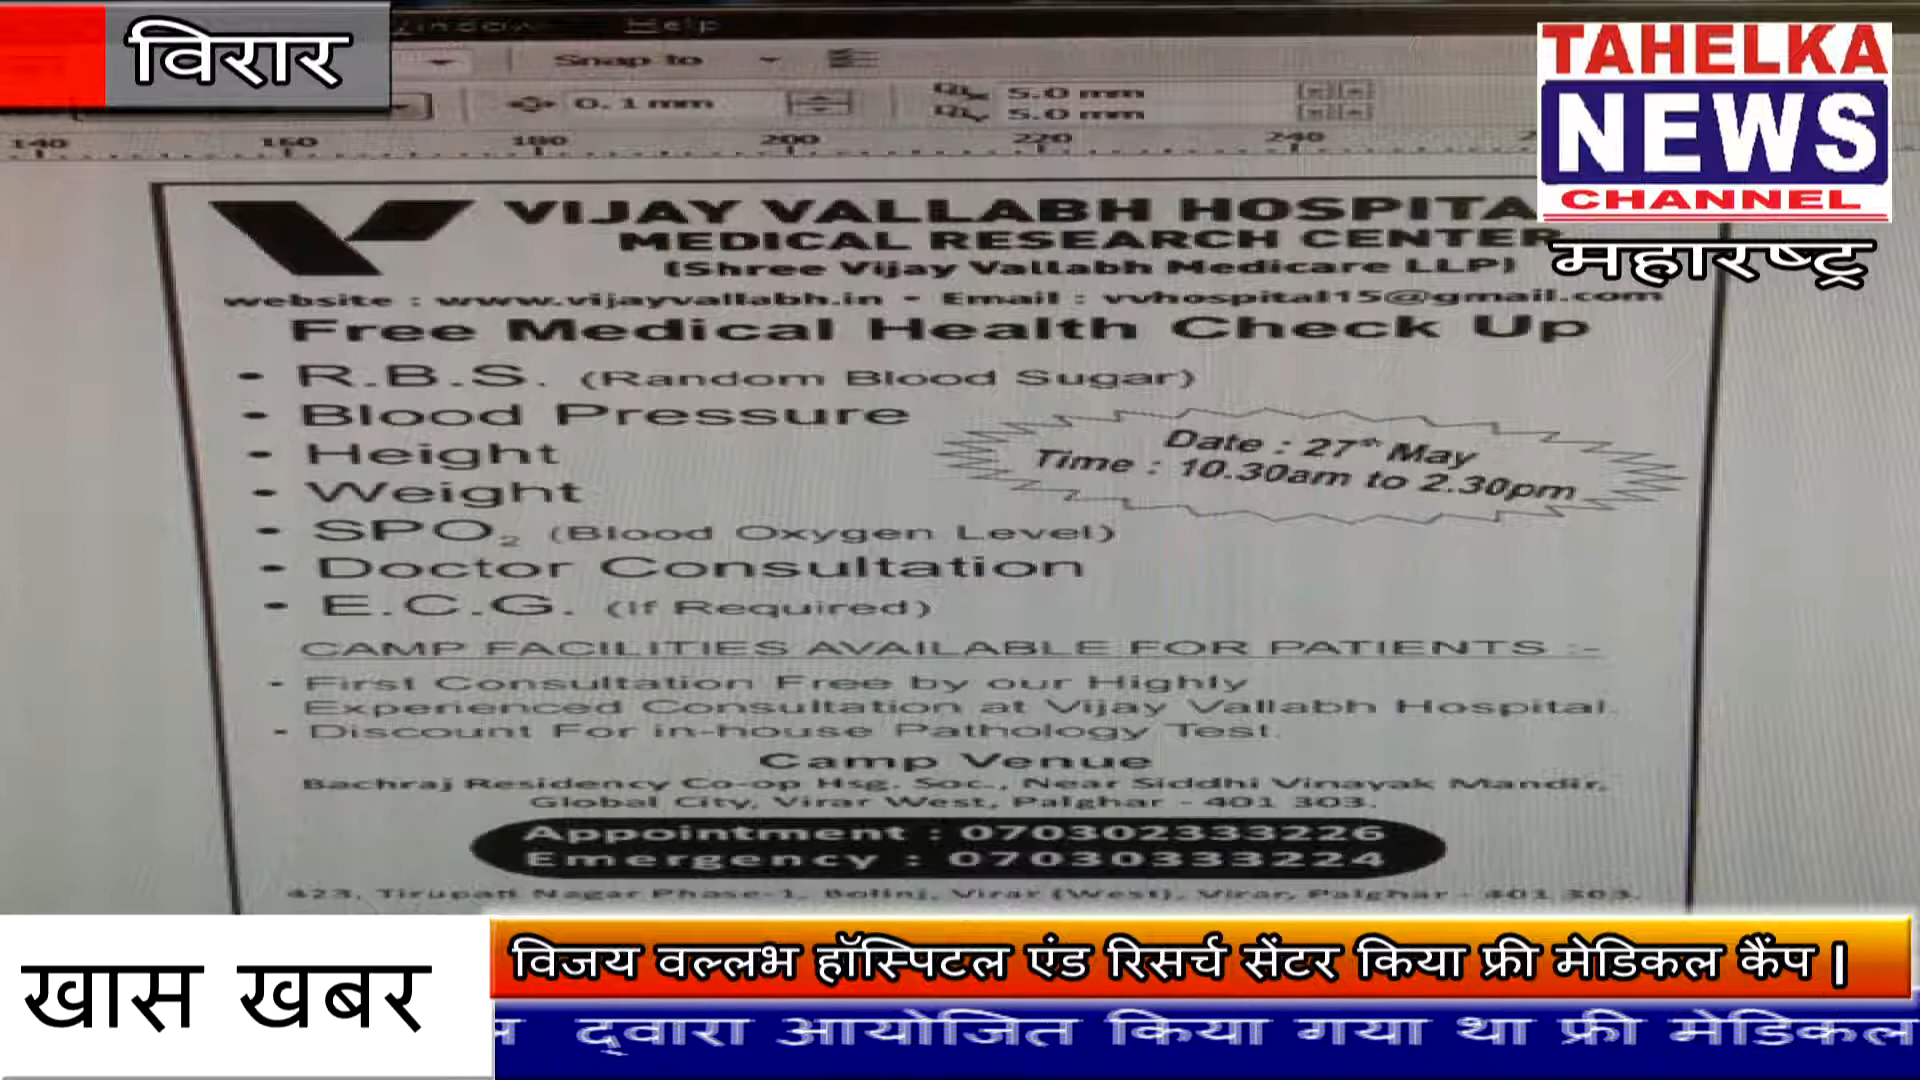 विरार
Window Help
Snap to
0.1 mm
5.0 mm
5.0 mm
140 160 180 200 220 240
TAHELKA
NEWS
CHANNEL
महाराष्ट्र
VIJAY VALLABH HOSPITA
MEDICAL RESEARCH CENTER
(Shree Vijay Vallabh Medicare LLP)
website : www.vijayvallabh.in - Email : vvhospital15@gmail.com
Free Medical Health Check Up
• R.B.S. (Random Blood Sugar)
• Blood Pressure
• Height
• Weight
• SPO₂ (Blood Oxygen Level)
• Doctor Consultation
• E.C.G. (If Required)
Date : 27th May
Time : 10.30am to 2.30pm
CAMP FACILITIES AVAILABLE FOR PATIENTS :-
• First Consultation Free by our Highly
Experienced Consultation at Vijay Vallabh Hospital.
• Discount For in-house Pathology Test.
Camp Venue
Bachraj Residency Co-op Hsg. Soc., Near Siddhi Vinayak Mandir,
Global City, Virar West, Palghar - 401 303.
Appointment : 070302333226
Emergency : 07030333224
423, Tirupati Nagar Phase-1, Bolinj, Virar (West), Virar, Palghar - 401 303.
खास खबर
विजय वल्लभ हॉस्पिटल एंड रिसर्च सेंटर किया फ्री मेडिकल कैंप |
द्वारा आयोजित किया गया था फ्री मेडिकल